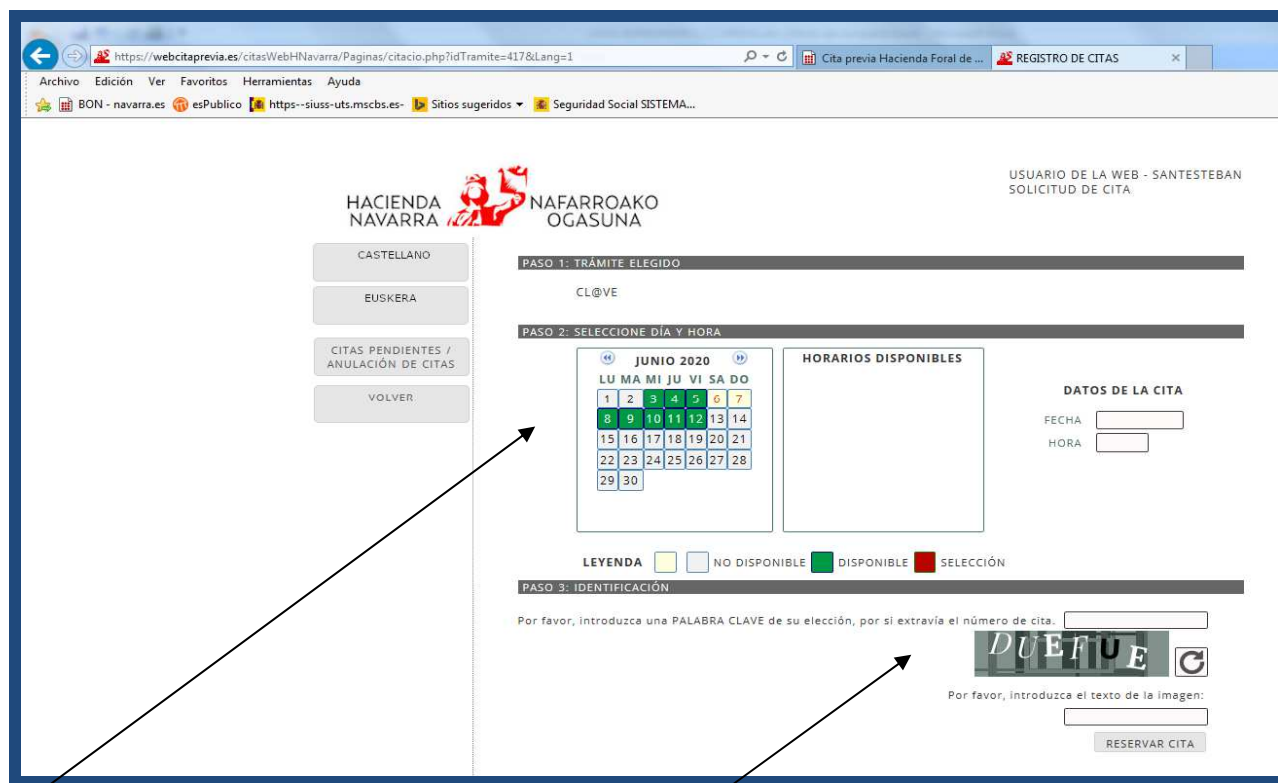 https://webcitaprevia.es/citasWebHNavarra/Paginas/citacio.php?idTramite=417&Lang=1
Cita previa Hacienda Foral de ...
REGISTRO DE CITAS
Archivo Edición Ver Favoritos Herramientas Ayuda
BON - navarra.es esPublico https--siuss-uts.mscbs.es- Sitios sugeridos Seguridad Social SISTEMA...
USUARIO DE LA WEB - SANTESTEBAN
SOLICITUD DE CITA
HACIENDA NAFARROAKO
NAVARRA OGASUNA
CASTELLANO
EUSKERA
CITAS PENDIENTES /
ANULACIÓN DE CITAS
VOLVER
PASO 1: TRÁMITE ELEGIDO
CL@VE
PASO 2: SELECCIONE DÍA Y HORA
JUNIO 2020
LU MA MI JU VI SA DO
1 2 3 4 5 6 7
8 9 10 11 12 13 14
15 16 17 18 19 20 21
22 23 24 25 26 27 28
29 30
HORARIOS DISPONIBLES
DATOS DE LA CITA
FECHA
HORA
LEYENDA NO DISPONIBLE DISPONIBLE SELECCIÓN
PASO 3: IDENTIFICACIÓN
Por favor, introduzca una PALABRA CLAVE de su elección, por si extravía el número de cita.
DUEFUE
Por favor, introduzca el texto de la imagen:
RESERVAR CITA